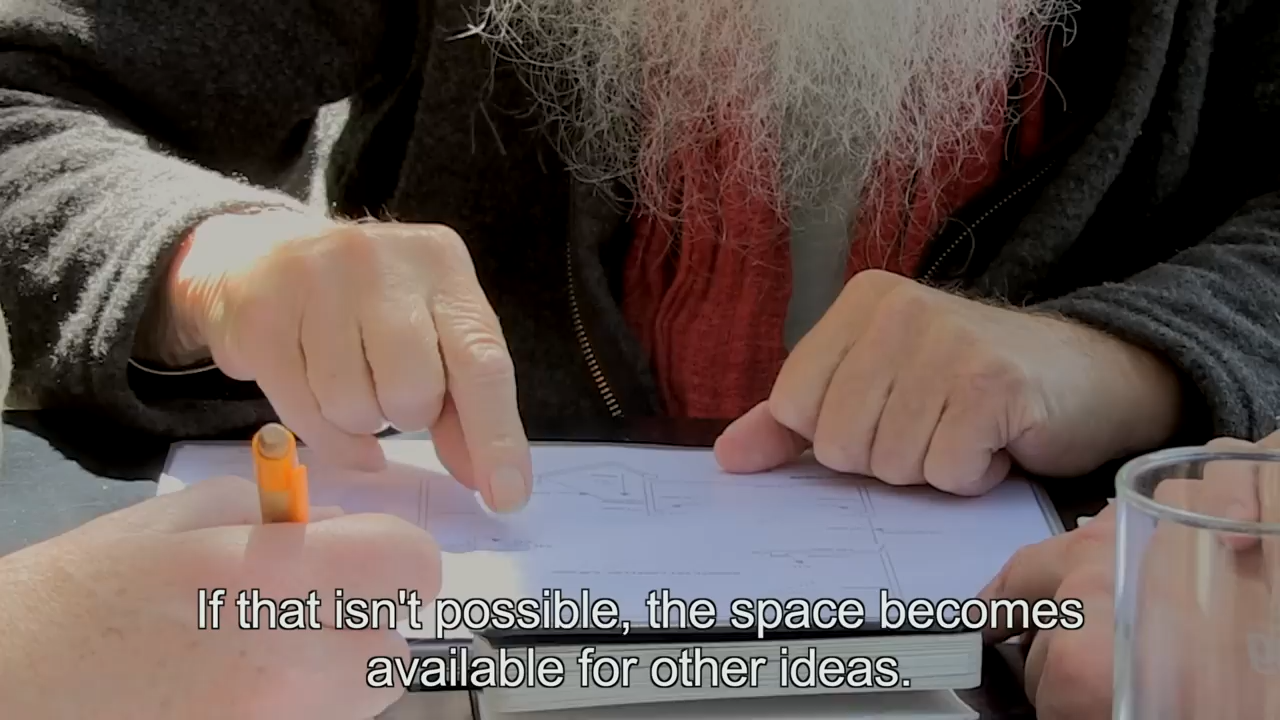 If that isn't possible, the space becomes
available for other ideas.